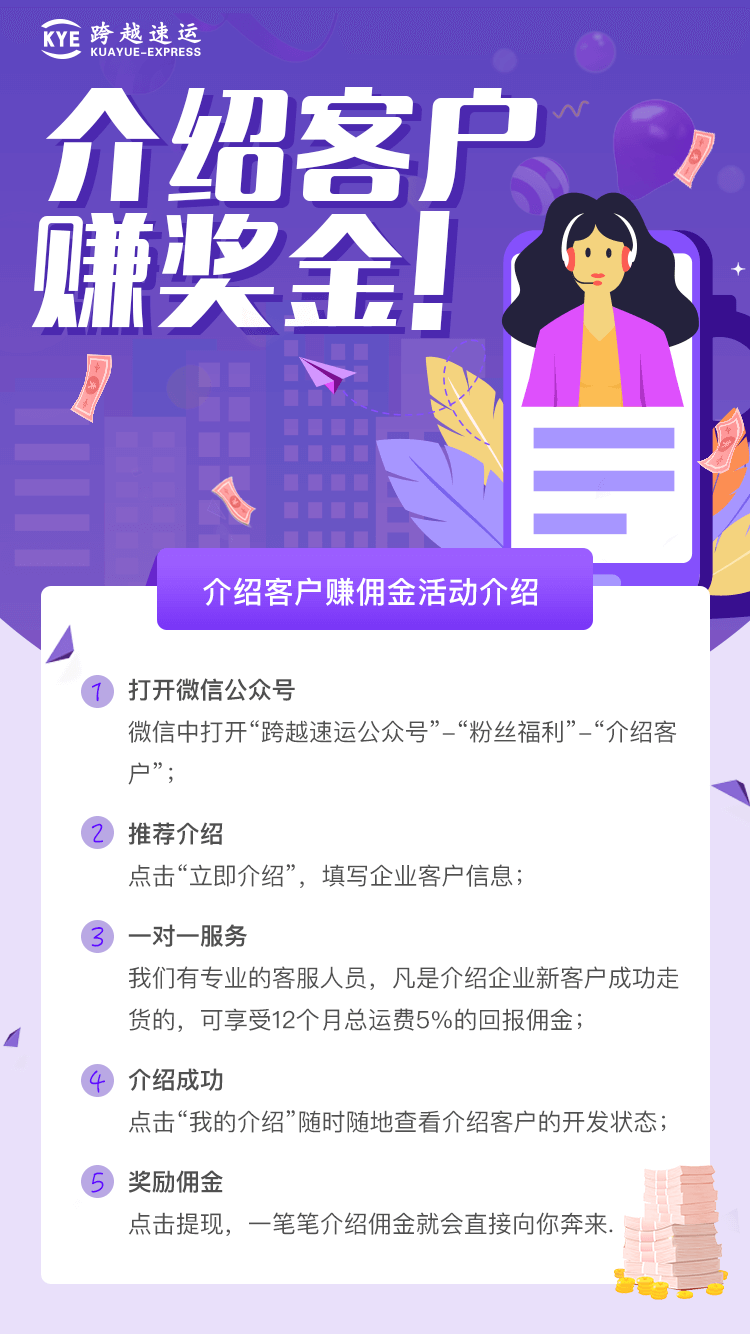 KYE 跨越速运
KUAYUE-EXPRESS
介绍客户
赚奖金!
介绍客户赚佣金活动介绍
1 打开微信公众号
微信中打开“跨越速运公众号”-“粉丝福利”-“介绍客
户”;
2 推荐介绍
点击“立即介绍”,填写企业客户信息;
3 一对一服务
我们有专业的客服人员,凡是介绍企业新客户成功走
货的,可享受12个月总运费5%的回报佣金;
4 介绍成功
点击“我的介绍”随时随地查看介绍客户的开发状态;
5 奖励佣金
点击提现,一笔笔介绍佣金就会直接向你奔来.